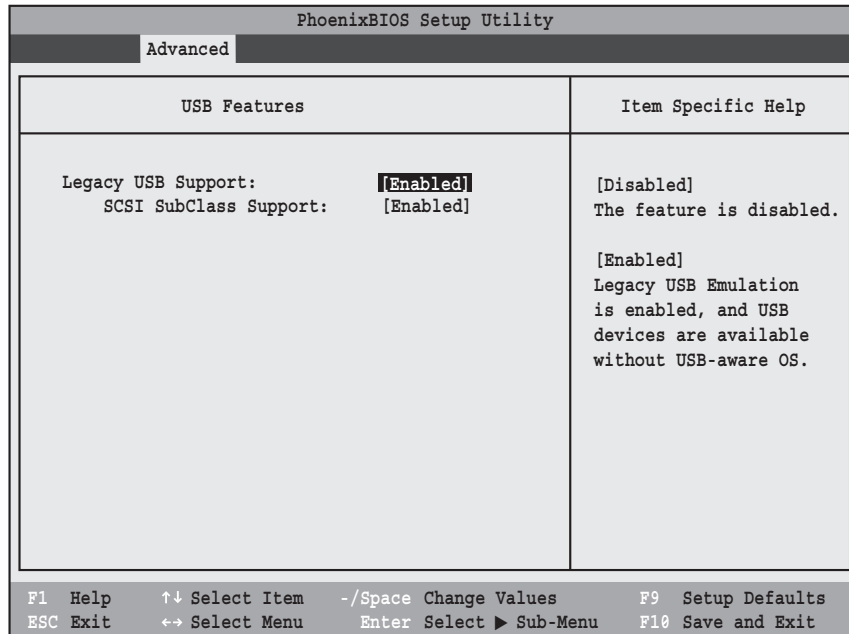 PhoenixBIOS Setup Utility
Advanced
USB Features
Item Specific Help
Legacy USB Support: [Enabled]
SCSI SubClass Support: [Enabled]
[Disabled]
The feature is disabled.
[Enabled]
Legacy USB Emulation
is enabled, and USB
devices are available
without USB-aware OS.
F1 Help ↑↓ Select Item -/Space Change Values F9 Setup Defaults
ESC Exit ←→ Select Menu Enter Select ▶ Sub-Menu F10 Save and Exit